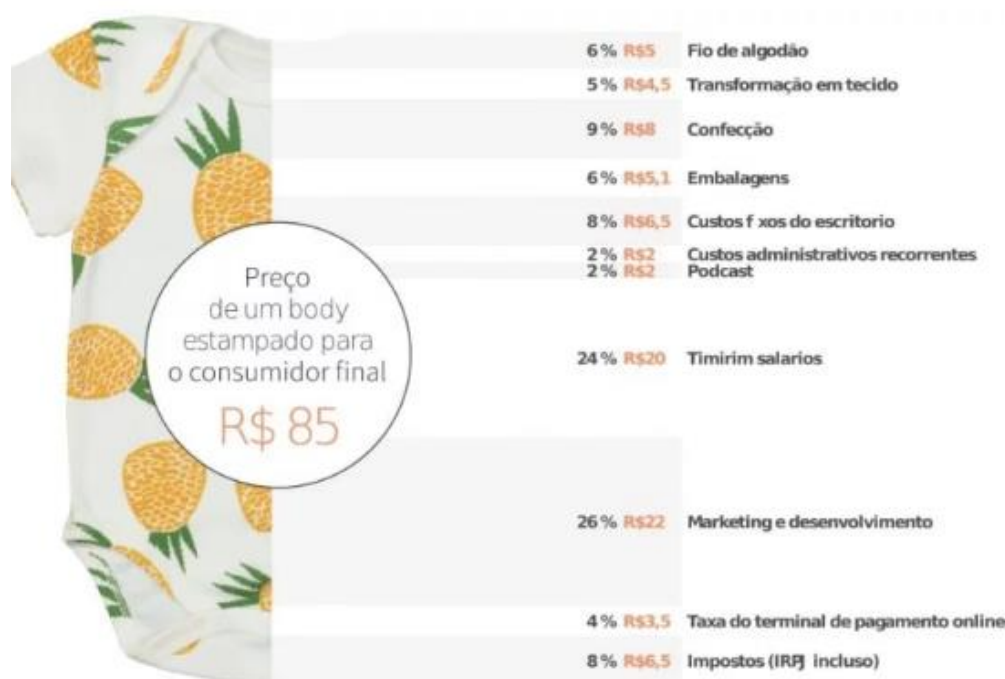 6% R$5 Fio de algodão
5% R$4,5 Transformação em tecido
9% R$8 Confecção
6% R$5,1 Embalagens
8% R$6,5 Custos f xos do escritorio
2% R$2 Custos administrativos recorrentes
2% R$2 Podcast
Preço
de um body
estampado para
o consumidor final
R$ 85
24% R$20 Timirim salarios
26% R$22 Marketing e desenvolvimento
4% R$3,5 Taxa do terminal de pagamento online
8% R$6,5 Impostos (IRPJ incluso)